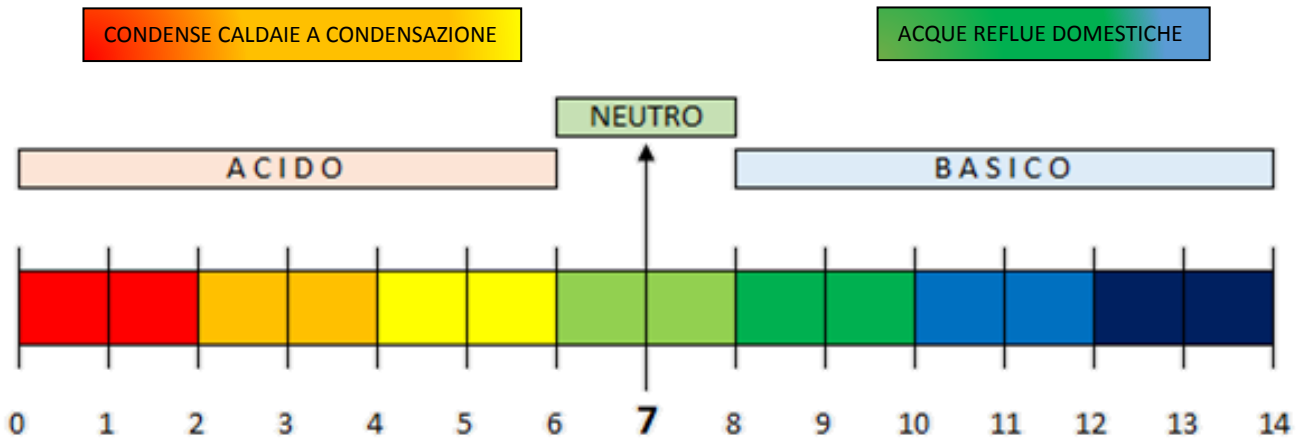 CONDENSE CALDAIE A CONDENSAZIONE
ACQUE REFLUE DOMESTICHE
NEUTRO
ACIDO
BASICO
0 1 2 3 4 5 6 7 8 9 10 11 12 13 14